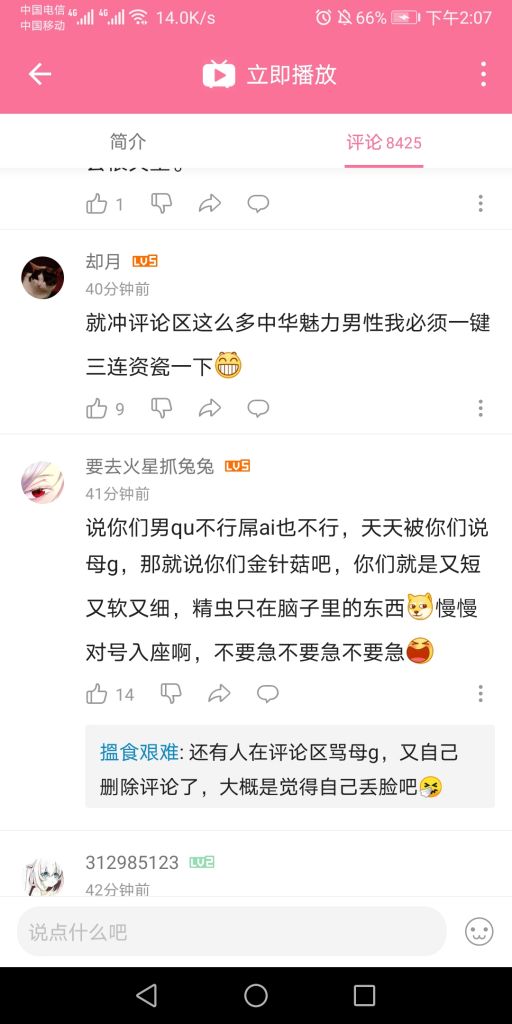 中国电信 4G 4G 14.0K/s 66% 下午2:07
中国移动
立即播放
简介 评论 8425
1
却月 LV5
40分钟前
就冲评论区这么多中华魅力男性我必须一键
三连资瓷一下😁
9
要去火星抓兔兔 LV5
41分钟前
说你们男qu不行屌ai也不行，天天被你们说
母g，那就说你们金针菇吧，你们就是又短
又软又细，精虫只在脑子里的东西慢慢
对号入座啊，不要急不要急不要急
14
搵食艰难: 还有人在评论区骂母g，又自己
删除评论了，大概是觉得自己丢脸吧
312985123 LV2
42分钟前
说点什么吧